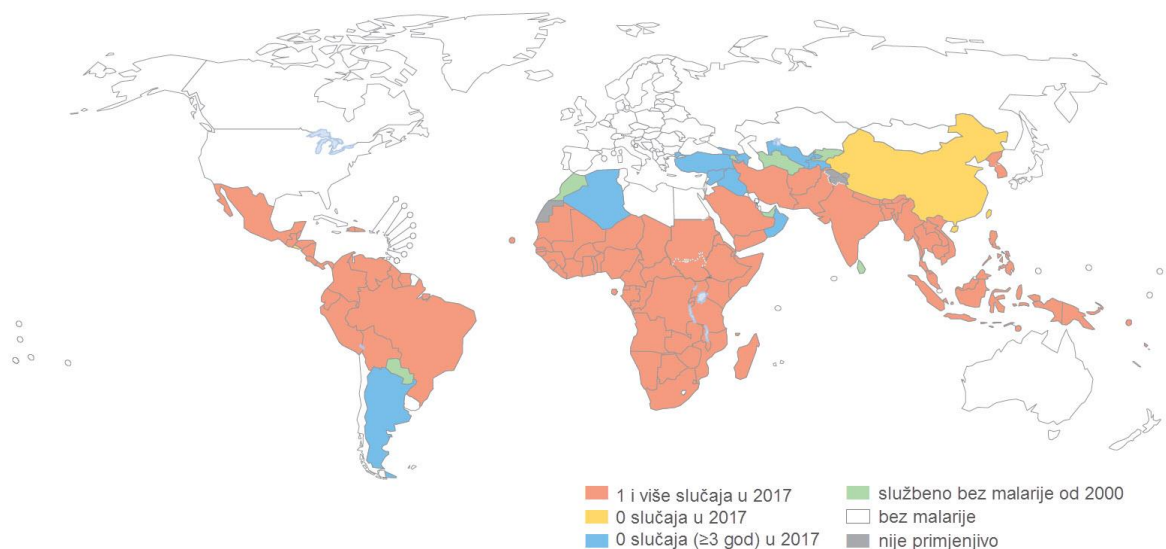 1 i više slučaja u 2017
0 slučaja u 2017
0 slučaja (≥3 god) u 2017
službeno bez malarije od 2000
bez malarije
nije primjenjivo